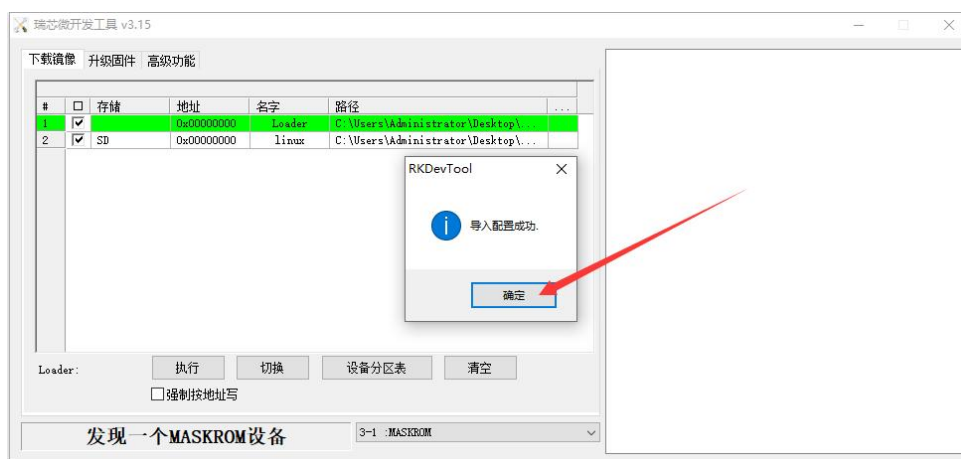 瑞芯微开发工具 v3.15
下载镜像 升级固件 高级功能
# 存储 地址 名字 路径 ...
1 0x00000000 Loader C:\Users\Administrator\Desktop\...
2 SD 0x00000000 linux C:\Users\Administrator\Desktop\...
RKDevTool
导入配置成功.
确定
Loader: 执行 切换 设备分区表 清空
强制按地址写
发现一个MASKROM设备 3-1 :MASKROM